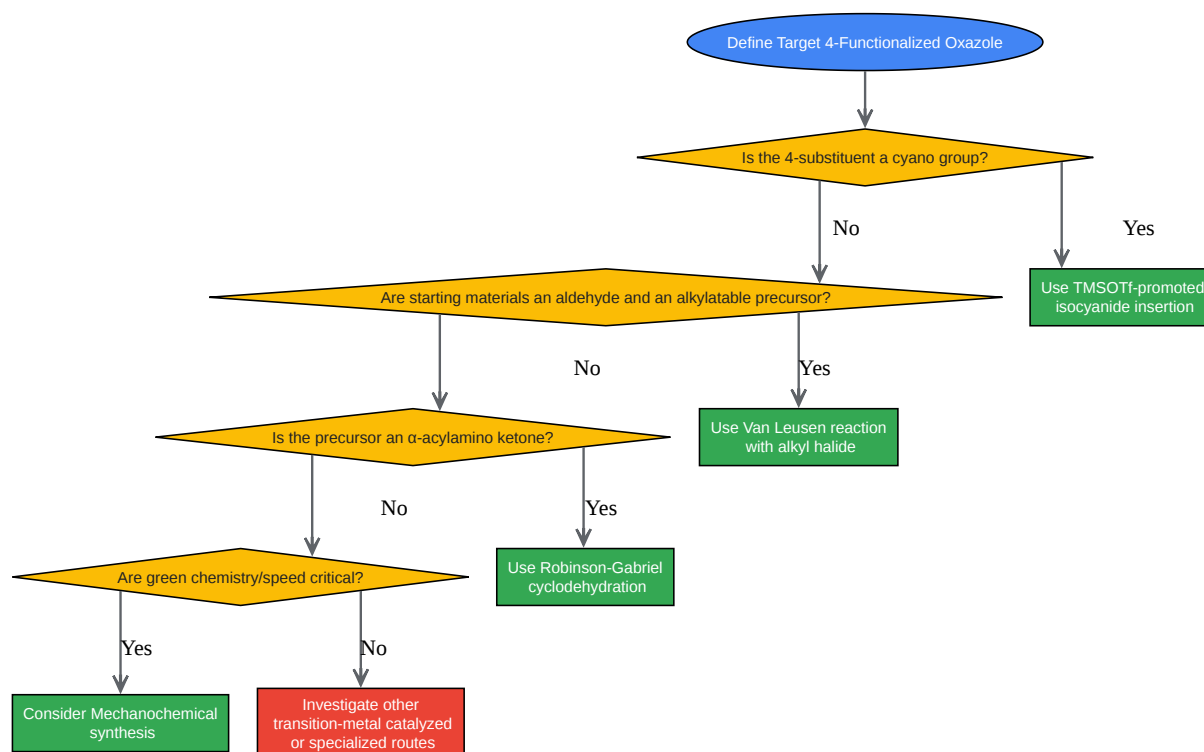 Define Target 4-Functionalized Oxazole
Is the 4-substituent a cyano group?
No
Yes
Are starting materials an aldehyde and an alkylatable precursor?
Use TMSOTf-promoted
isocyanide insertion
No
Yes
Is the precursor an α-acylamino ketone?
Use Van Leusen reaction
with alkyl halide
No
Yes
Are green chemistry/speed critical?
Use Robinson-Gabriel
cyclodehydration
Yes
No
Consider Mechanochemical
synthesis
Investigate other
transition-metal catalyzed
or specialized routes